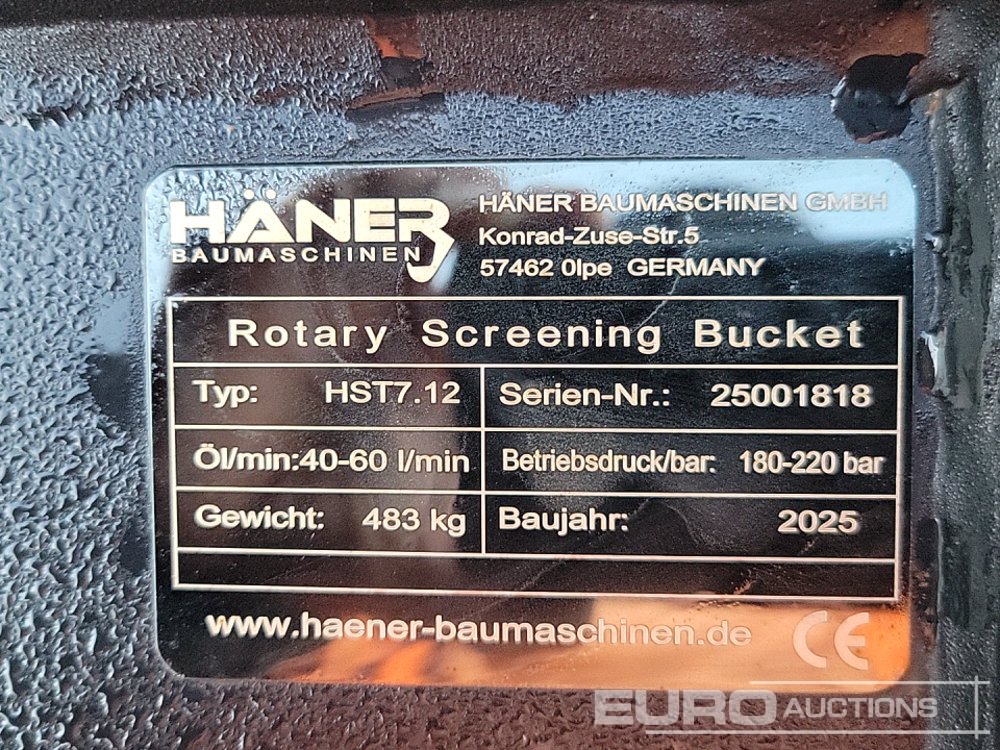 HÄNER
BAUMASCHINEN
HÄNER BAUMASCHINEN GMBH
Konrad-Zuse-Str.5
57462 Olpe GERMANY
Rotary Screening Bucket
Typ: HST7.12
Serien-Nr.: 25001818
Öl/min:40-60 l/min
Betriebsdruck/bar: 180-220 bar
Gewicht: 483 kg
Baujahr: 2025
www.haener-baumaschinen.de
CE
EURO AUCTIONS